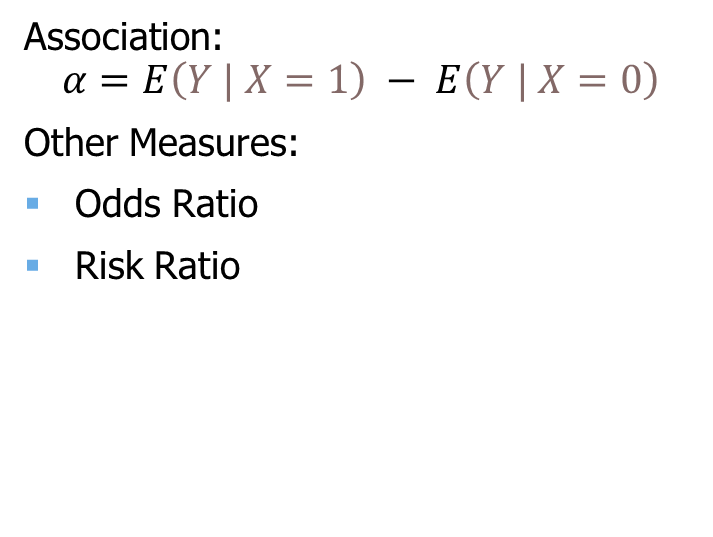 Association:
α = E(Y | X = 1) − E(Y | X = 0)
Other Measures:
▪ Odds Ratio
▪ Risk Ratio